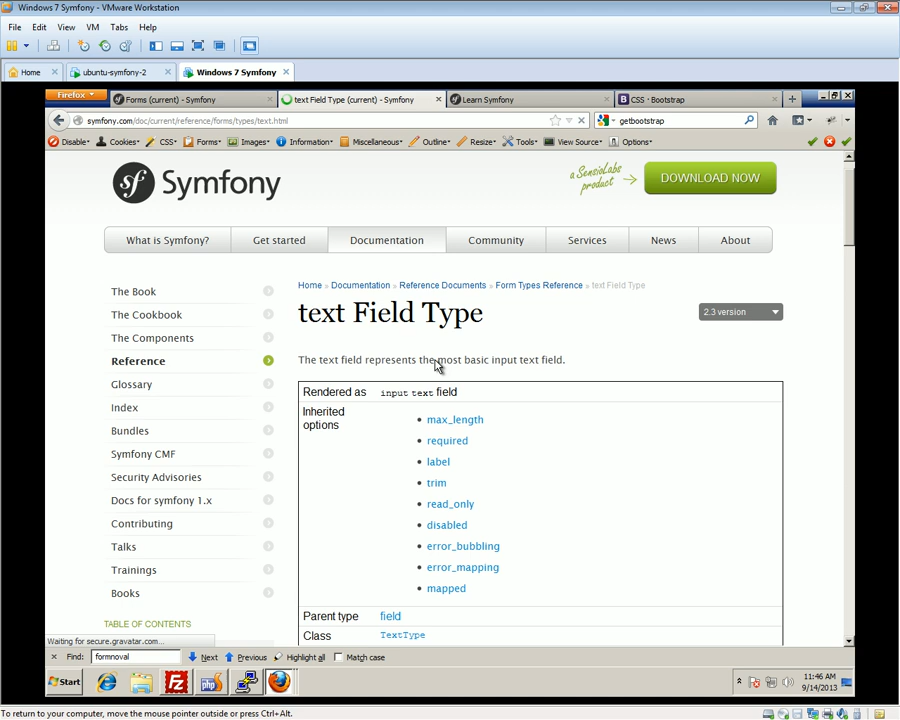 Windows 7 Symfony - VMware Workstation
File Edit View VM Tabs Help
Home ubuntu-symfony-2 Windows 7 Symfony
Firefox Forms (current) - Symfony text Field Type (current) - Symfony Learn Symfony CSS · Bootstrap
symfony.com/doc/current/reference/forms/types/text.html getbootstrap
Disable Cookies CSS Forms Images Information Miscellaneous Outline Resize Tools View Source Options
sf Symfony
a SensioLabs
product
DOWNLOAD NOW
What is Symfony? Get started Documentation Community Services News About
Home » Documentation » Reference Documents » Form Types Reference » text Field Type
The Book
The Cookbook
The Components
Reference
Glossary
Index
Bundles
Symfony CMF
Security Advisories
Docs for symfony 1.x
Contributing
Talks
Trainings
Books
TABLE OF CONTENTS
text Field Type
2.3 version
The text field represents the most basic input text field.
Rendered as input text field
Inherited
options
• max_length
• required
• label
• trim
• read_only
• disabled
• error_bubbling
• error_mapping
• mapped
Parent type field
Class TextType
Waiting for secure.gravatar.com...
Find: formnoval Next Previous Highlight all Match case
Start php
11:46 AM
9/14/2013
To return to your computer, move the mouse pointer outside or press Ctrl+Alt.